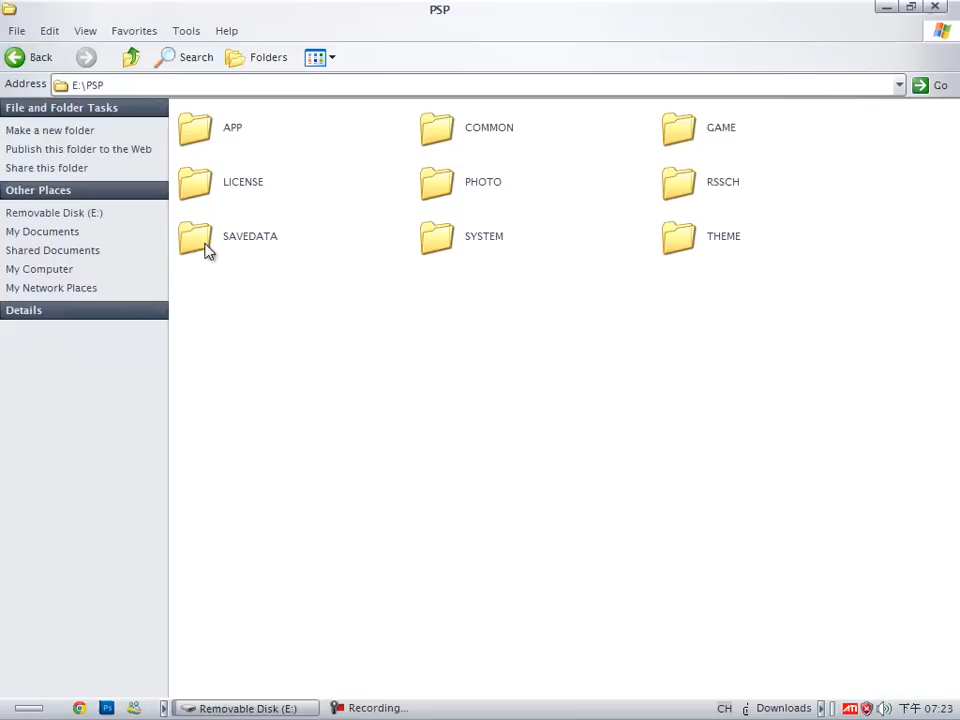 PSP
File Edit View Favorites Tools Help
Back Search Folders
Address E:\PSP Go
File and Folder Tasks
Make a new folder
Publish this folder to the Web
Share this folder
Other Places
Removable Disk (E:)
My Documents
Shared Documents
My Computer
My Network Places
Details
APP COMMON GAME
LICENSE PHOTO RSSCH
SAVEDATA SYSTEM THEME
Ps Removable Disk (E:) Recording... CH Downloads ATI 下午 07:23